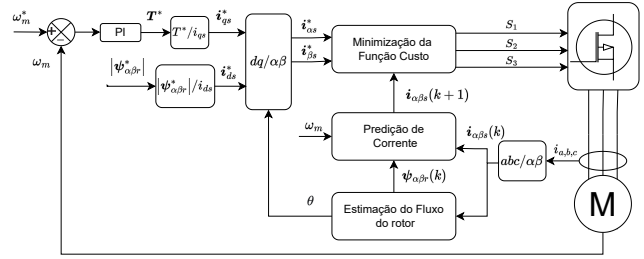 ω*m
PI
T*
T*/iqs
i*qs
dq/αβ
i*αs
i*βs
Minimização da
Função Custo
S1
S2
S3
ωm
|ψ*αβr|
|ψ*αβr|/ids
i*ds
iαβs(k+1)
ωm
Predição de
Corrente
iαβs(k)
abc/αβ
ia,b,c
ψαβr(k)
θ
Estimação do Fluxo
do rotor
M